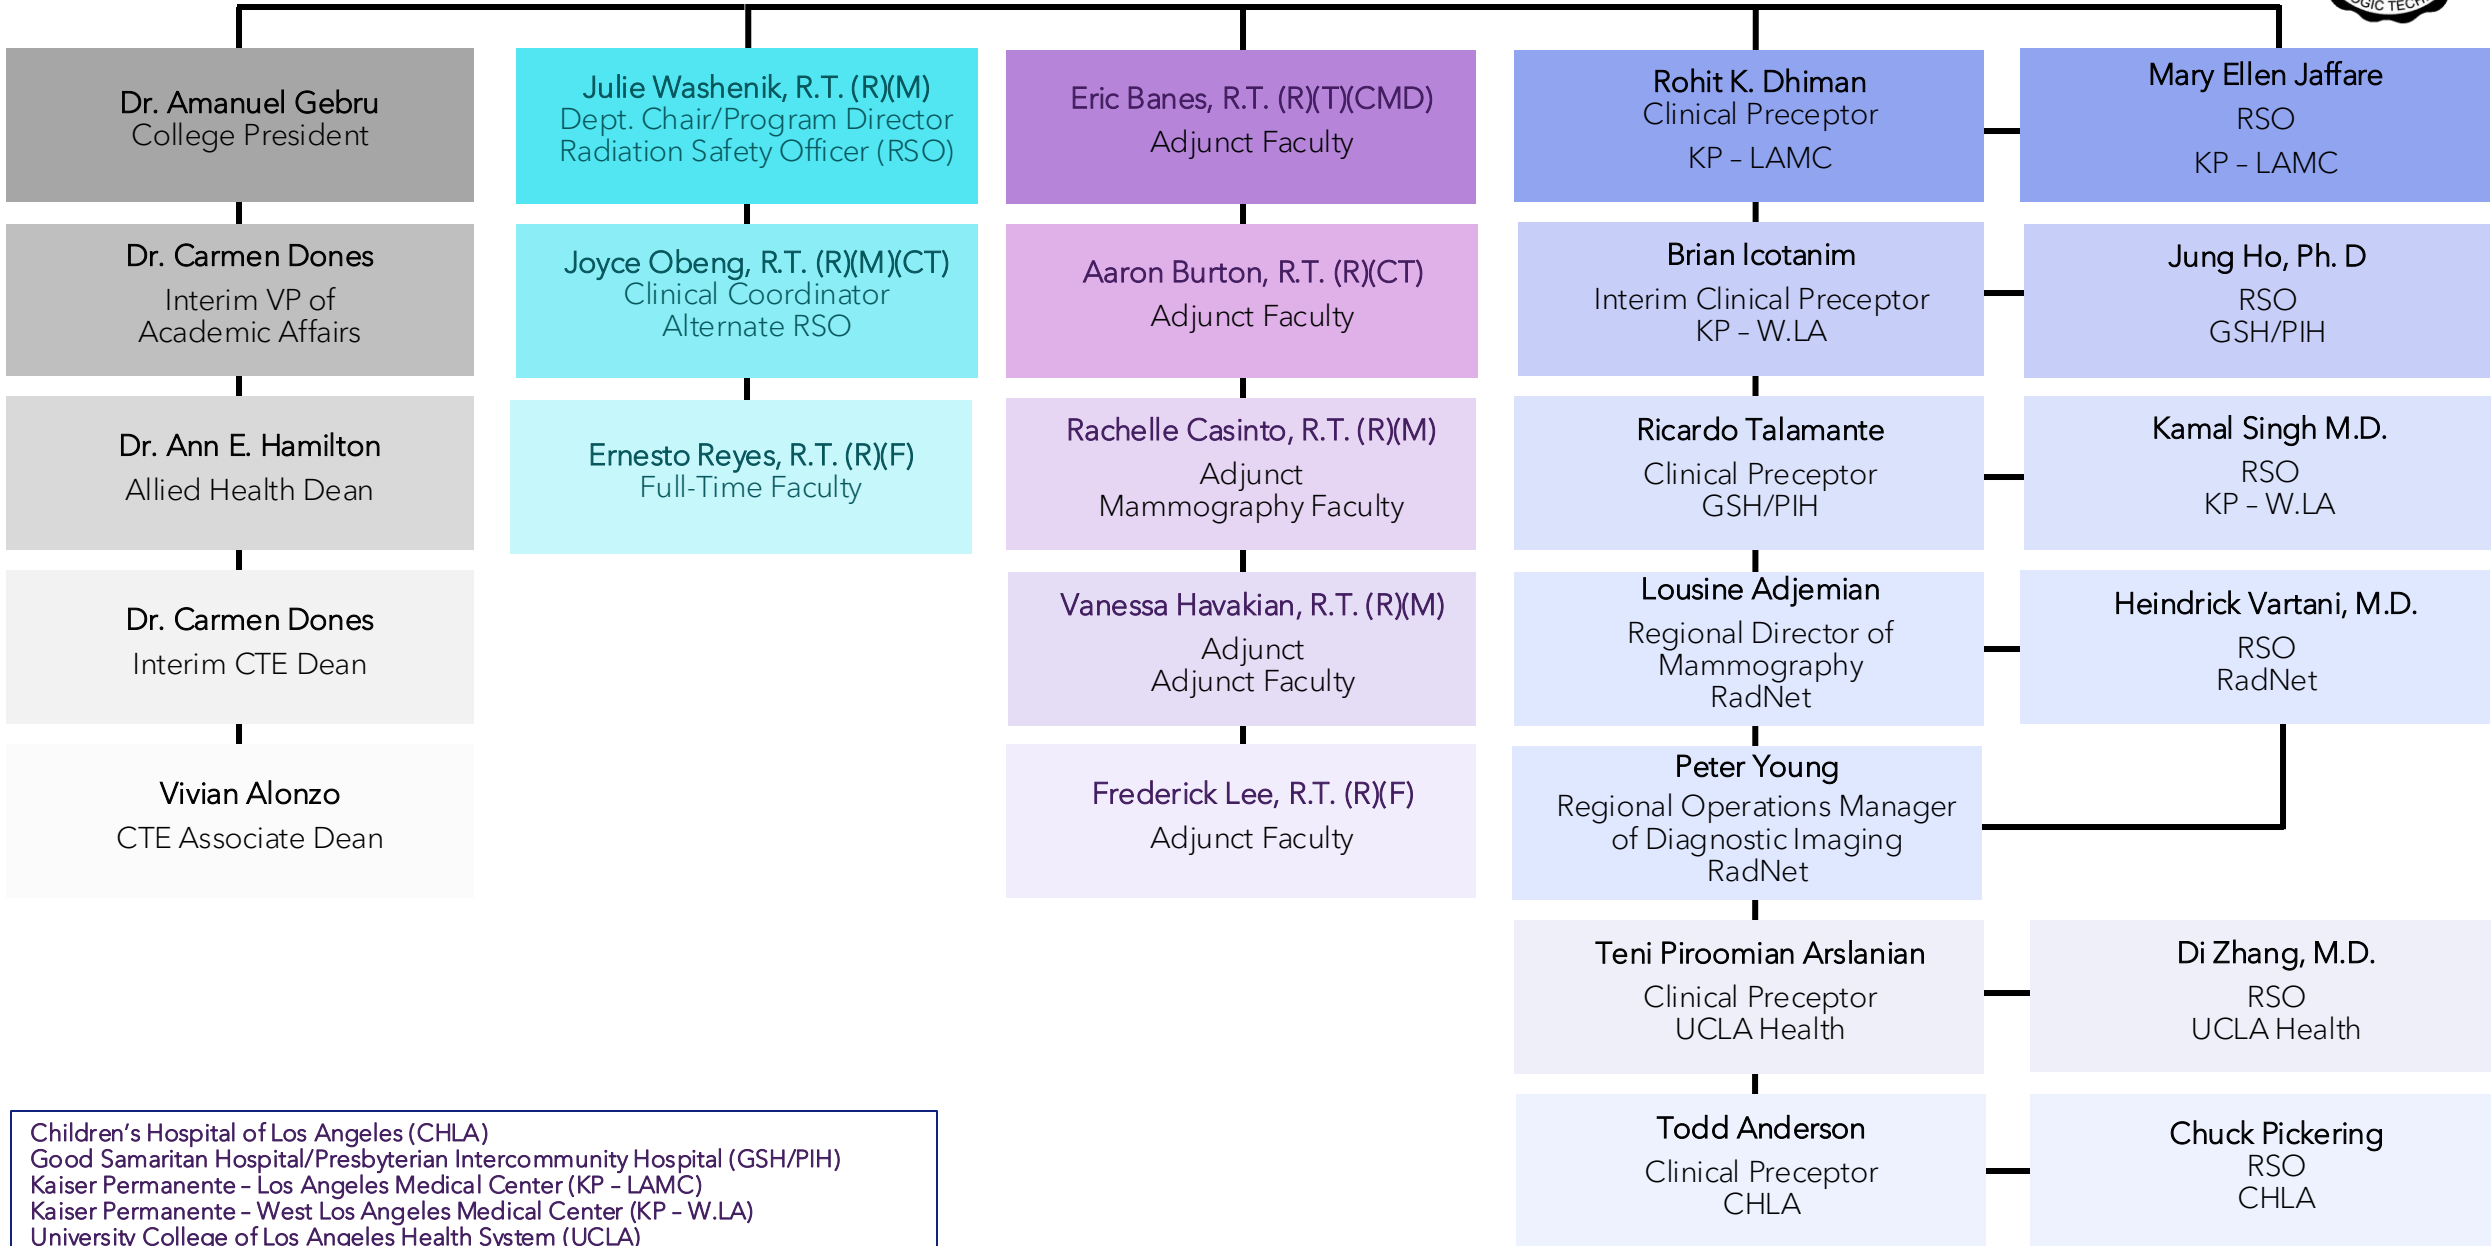 OGIC TECH
Dr. Amanuel Gebru
College President
Dr. Carmen Dones
Interim VP of
Academic Affairs
Dr. Ann E. Hamilton
Allied Health Dean
Dr. Carmen Dones
Interim CTE Dean
Vivian Alonzo
CTE Associate Dean
Julie Washenik, R.T. (R)(M)
Dept. Chair/Program Director
Radiation Safety Officer (RSO)
Joyce Obeng, R.T. (R)(M)(CT)
Clinical Coordinator
Alternate RSO
Ernesto Reyes, R.T. (R)(F)
Full-Time Faculty
Eric Banes, R.T. (R)(T)(CMD)
Adjunct Faculty
Aaron Burton, R.T. (R)(CT)
Adjunct Faculty
Rachelle Casinto, R.T. (R)(M)
Adjunct
Mammography Faculty
Vanessa Havakian, R.T. (R)(M)
Adjunct
Adjunct Faculty
Frederick Lee, R.T. (R)(F)
Adjunct Faculty
Rohit K. Dhiman
Clinical Preceptor
KP – LAMC
Brian Icotanim
Interim Clinical Preceptor
KP – W.LA
Ricardo Talamante
Clinical Preceptor
GSH/PIH
Lousine Adjemian
Regional Director of
Mammography
RadNet
Peter Young
Regional Operations Manager
of Diagnostic Imaging
RadNet
Teni Piroomian Arslanian
Clinical Preceptor
UCLA Health
Todd Anderson
Clinical Preceptor
CHLA
Mary Ellen Jaffare
RSO
KP – LAMC
Jung Ho, Ph. D
RSO
GSH/PIH
Kamal Singh M.D.
RSO
KP – W.LA
Heindrick Vartani, M.D.
RSO
RadNet
Di Zhang, M.D.
RSO
UCLA Health
Chuck Pickering
RSO
CHLA
Children's Hospital of Los Angeles (CHLA)
Good Samaritan Hospital/Presbyterian Intercommunity Hospital (GSH/PIH)
Kaiser Permanente – Los Angeles Medical Center (KP – LAMC)
Kaiser Permanente – West Los Angeles Medical Center (KP – W.LA)
University College of Los Angeles Health System (UCLA)